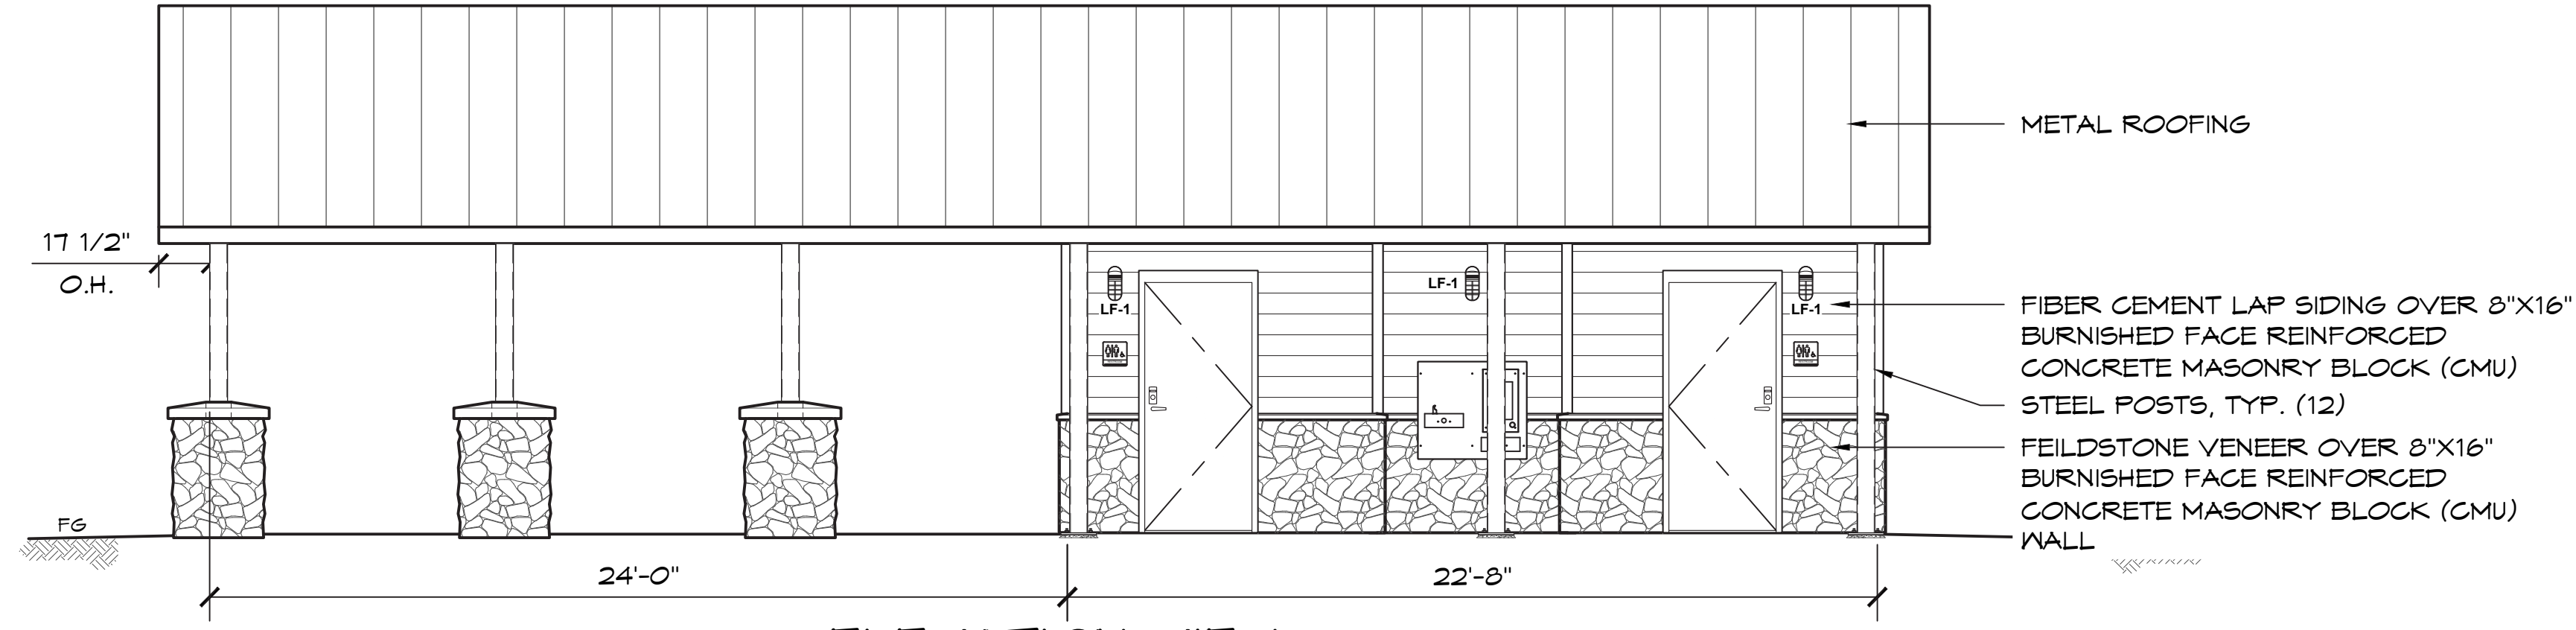 METAL ROOFING
17 1/2"
O.H.
LF-1
LF-1
LF-1
FIBER CEMENT LAP SIDING OVER 8"X16"
BURNISHED FACE REINFORCED
CONCRETE MASONRY BLOCK (CMU)
STEEL POSTS, TYP. (12)
FEILDSTONE VENEER OVER 8"X16"
BURNISHED FACE REINFORCED
CONCRETE MASONRY BLOCK (CMU)
WALL
FG
24'-0"
22'-8"